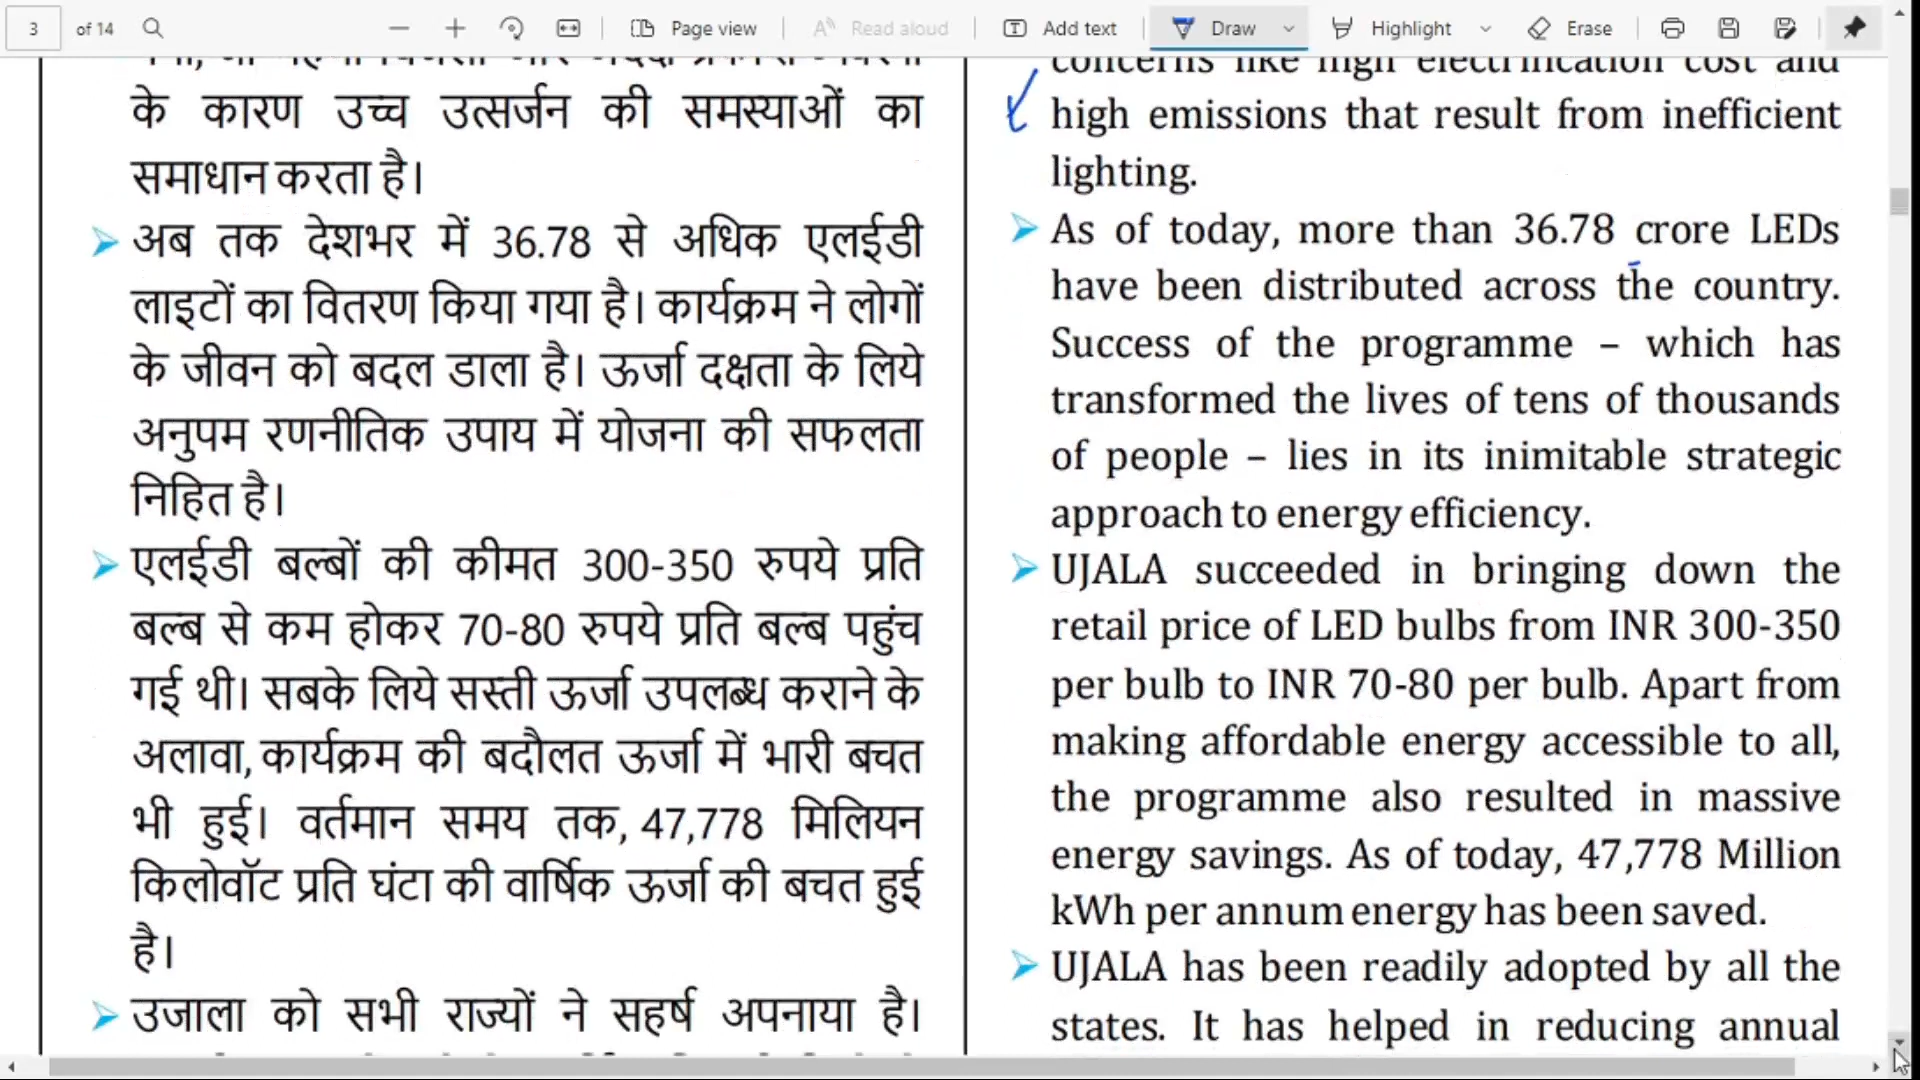 3 of 14 Page view Read aloud Add text Draw Highlight Erase
के कारण उच्च उत्सर्जन की समस्याओं का
समाधान करता है।
अब तक देशभर में 36.78 से अधिक एलईडी
लाइटों का वितरण किया गया है। कार्यक्रम ने लोगों
के जीवन को बदल डाला है। ऊर्जा दक्षता के लिये
अनुपम रणनीतिक उपाय में योजना की सफलता
निहित है।
एलईडी बल्बों की कीमत 300-350 रुपये प्रति
बल्ब से कम होकर 70-80 रुपये प्रति बल्ब पहुंच
गई थी। सबके लिये सस्ती ऊर्जा उपलब्ध कराने के
अलावा, कार्यक्रम की बदौलत ऊर्जा में भारी बचत
भी हुई। वर्तमान समय तक, 47,778 मिलियन
किलोवॉट प्रति घंटा की वार्षिक ऊर्जा की बचत हुई
है।
उजाला को सभी राज्यों ने सहर्ष अपनाया है।
concerns like high electrification cost and
high emissions that result from inefficient
lighting.
As of today, more than 36.78 crore LEDs
have been distributed across the country.
Success of the programme – which has
transformed the lives of tens of thousands
of people – lies in its inimitable strategic
approach to energy efficiency.
UJALA succeeded in bringing down the
retail price of LED bulbs from INR 300-350
per bulb to INR 70-80 per bulb. Apart from
making affordable energy accessible to all,
the programme also resulted in massive
energy savings. As of today, 47,778 Million
kWh per annum energy has been saved.
UJALA has been readily adopted by all the
states. It has helped in reducing annual